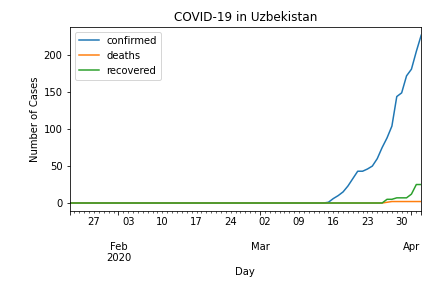 COVID-19 in Uzbekistan
confirmed
deaths
recovered
Number of Cases
200
150
100
50
0
27 03 10 17 24 02 09 16 23 30
Feb Mar Apr
2020
Day